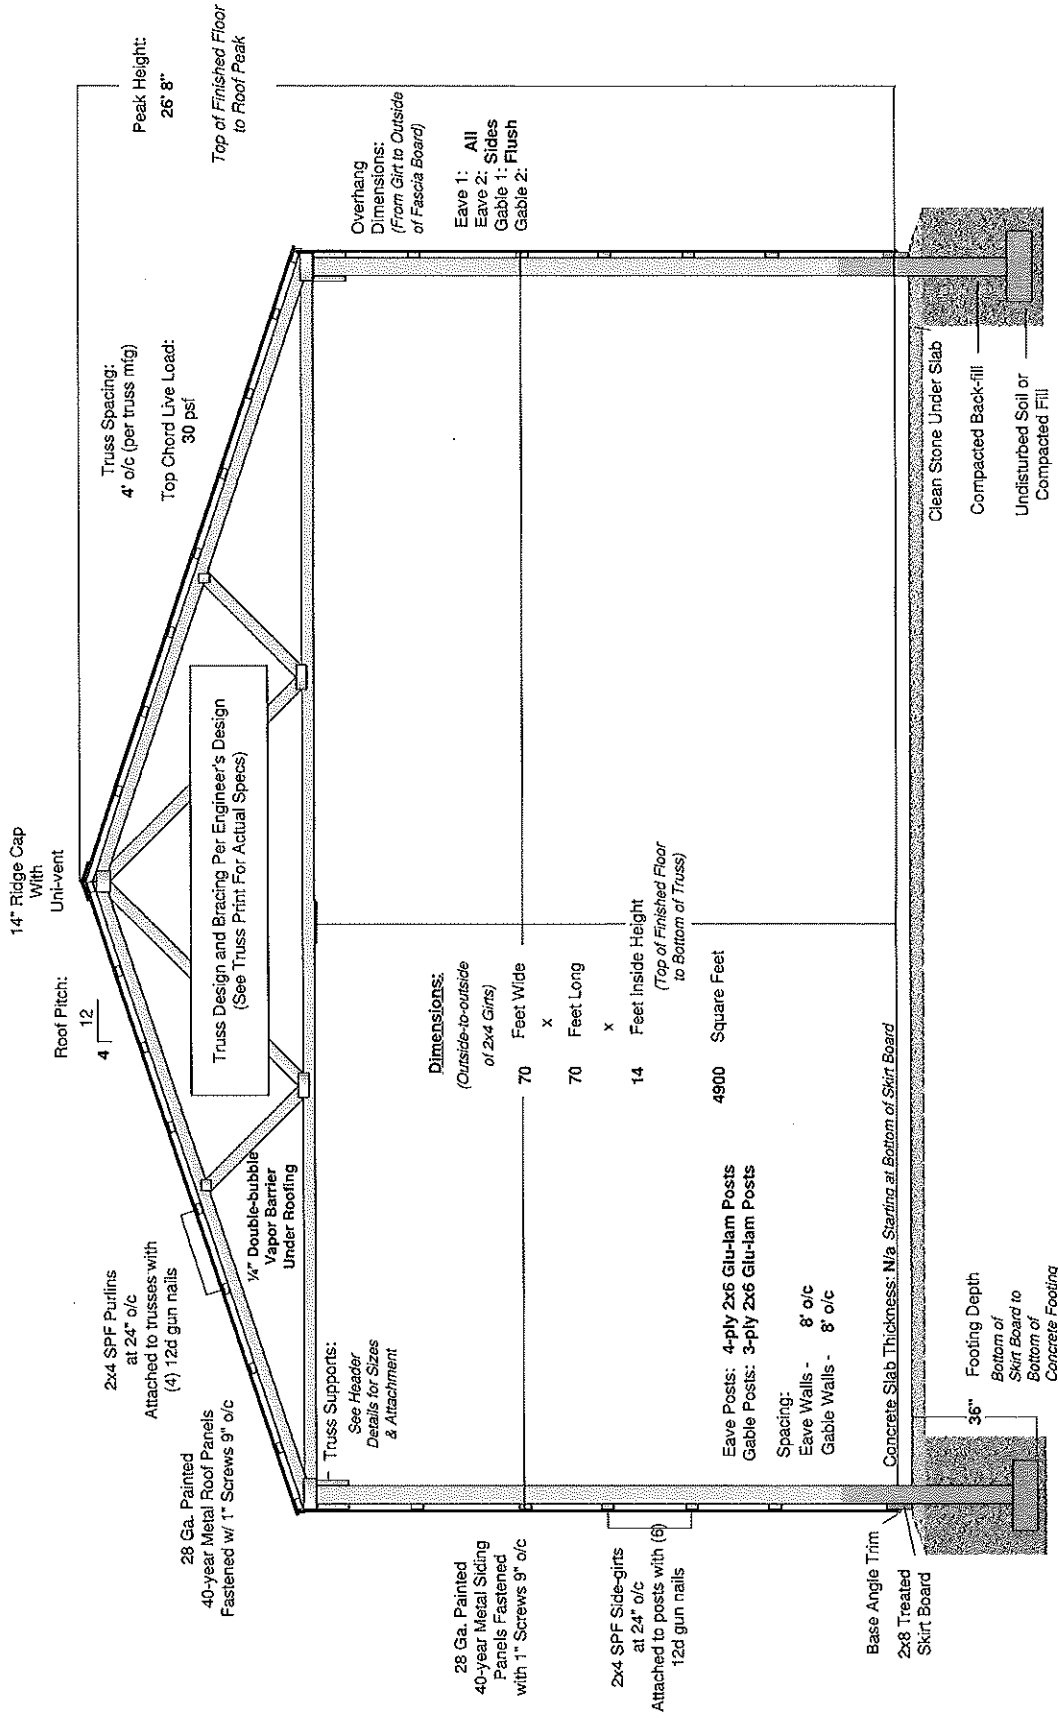 14" Ridge Cap
With
Uni-vent
Roof Pitch:
12
4
Peak Height:
26' 8"
Top of Finished Floor
to Roof Peak
Truss Spacing:
4' o/c (per truss mfg)
Top Chord Live Load:
30 psf
2x4 SPF Purlins
at 24" o/c
Attached to trusses with
(4) 12d gun nails
28 Ga. Painted
40-year Metal Roof Panels
Fastened w/ 1" Screws 9" o/c
Truss Design and Bracing Per Engineer's Design
(See Truss Print For Actual Specs)
¼" Double-bubble
Vapor Barrier
Under Roofing
Overhang
Dimensions:
(From Girt to Outside
of Fascia Board)
Eave 1: All
Eave 2: Sides
Gable 1: Flush
Gable 2:
Truss Supports:
See Header
Details for Sizes
& Attachment
Dimensions:
(Outside-to-outside
of 2x4 Girts)
70 Feet Wide
x
70 Feet Long
x
14 Feet Inside Height
(Top of Finished Floor
to Bottom of Truss)
4900 Square Feet
28 Ga. Painted
40-year Metal Siding
Panels Fastened
with 1" Screws 9" o/c
2x4 SPF Side-girts
at 24" o/c
Attached to posts with (6)
12d gun nails
Eave Posts: 4-ply 2x6 Glu-lam Posts
Gable Posts: 3-ply 2x6 Glu-lam Posts
Spacing:
Eave Walls - 8' o/c
Gable Walls - 8' o/c
Concrete Slab Thickness: N/a Starting at Bottom of Skirt Board
Base Angle Trim
2x8 Treated
Skirt Board
36" Footing Depth
Bottom of
Skirt Board to
Bottom of
Concrete Footing
Clean Stone Under Slab
Compacted Back-fill
Undisturbed Soil or
Compacted Fill